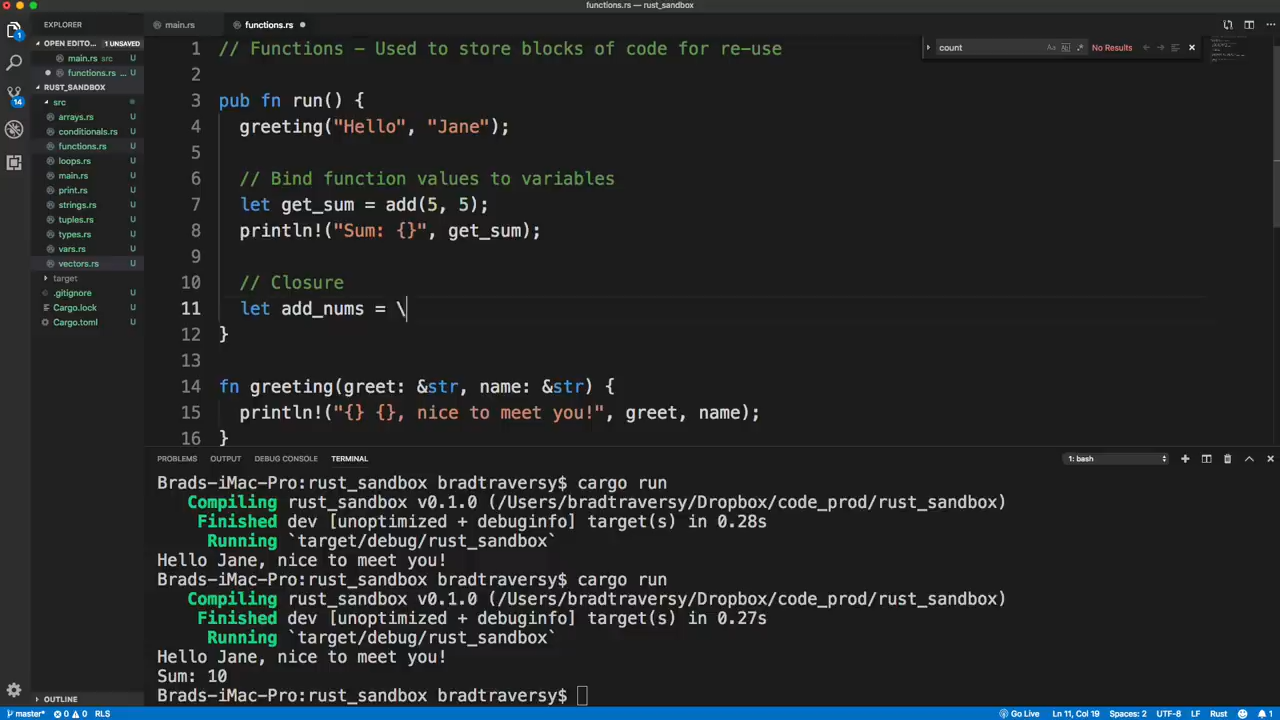 functions.rs — rust_sandbox
EXPLORER
main.rs
functions.rs
OPEN EDITO... 1 UNSAVED
main.rs src
functions.rs ...
RUST_SANDBOX
src
arrays.rs U
conditionals.rs U
functions.rs U
loops.rs U
main.rs U
print.rs U
strings.rs U
tuples.rs U
types.rs U
vars.rs U
vectors.rs U
target
.gitignore U
Cargo.lock U
Cargo.toml U
OUTLINE
1
14
count
Aa
No Results
1 // Functions – Used to store blocks of code for re-use
2
3 pub fn run() {
4 greeting("Hello", "Jane");
5
6 // Bind function values to variables
7 let get_sum = add(5, 5);
8 println!("Sum: {}", get_sum);
9
10 // Closure
11 let add_nums = \
12 }
13
14 fn greeting(greet: &str, name: &str) {
15 println!("{} {}, nice to meet you!", greet, name);
16 }
PROBLEMS OUTPUT DEBUG CONSOLE TERMINAL 1: bash
Brads-iMac-Pro:rust_sandbox bradtraversy$ cargo run
Compiling rust_sandbox v0.1.0 (/Users/bradtraversy/Dropbox/code_prod/rust_sandbox)
Finished dev [unoptimized + debuginfo] target(s) in 0.28s
Running `target/debug/rust_sandbox`
Hello Jane, nice to meet you!
Brads-iMac-Pro:rust_sandbox bradtraversy$ cargo run
Compiling rust_sandbox v0.1.0 (/Users/bradtraversy/Dropbox/code_prod/rust_sandbox)
Finished dev [unoptimized + debuginfo] target(s) in 0.27s
Running `target/debug/rust_sandbox`
Hello Jane, nice to meet you!
Sum: 10
Brads-iMac-Pro:rust_sandbox bradtraversy$
master* 0 0 RLS
Go Live Ln 11, Col 19 Spaces: 2 UTF-8 LF Rust 1